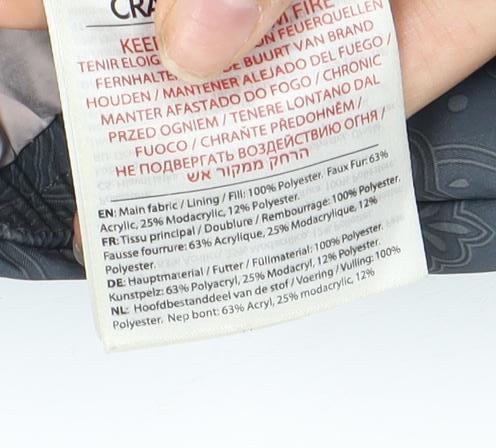 CRA
M FIRE
KEEP FEUERQUELLEN
TENIR ELOIG
FERNHALTE DE BUURT VAN BRAND
HOUDEN / MANTENER ALEJADO DEL FUEGO /
MANTER AFASTADO DO FOGO / CHRONIC
PRZED OGNIEM / TENERE LONTANO DAL
FUOCO / CHRAŇTE PŘEDOHNĚM /
НЕ ПОДВЕРГАТЬ ВОЗДЕЙСТВИЮ ОГНЯ /
הרחק ממקור אש
EN: Main fabric / Lining / Fill: 100% Polyester. Faux Fur: 63%
Acrylic, 25% Modacrylic, 12% Polyester.
FR: Tissu principal / Doublure / Rembourrage: 100% Polyester.
Fausse fourrure: 63% Acrylique, 25% Modacrylique, 12%
Polyester.
DE: Hauptmaterial / Futter / Füllmaterial: 100% Polyester.
Kunstpelz: 63% Polyacryl, 25% Modacryl, 12% Polyester.
NL: Hoofdbestanddeel van de stof / Voering / Vulling: 100%
Polyester. Nep bont: 63% Acryl, 25% modacrylic, 12%